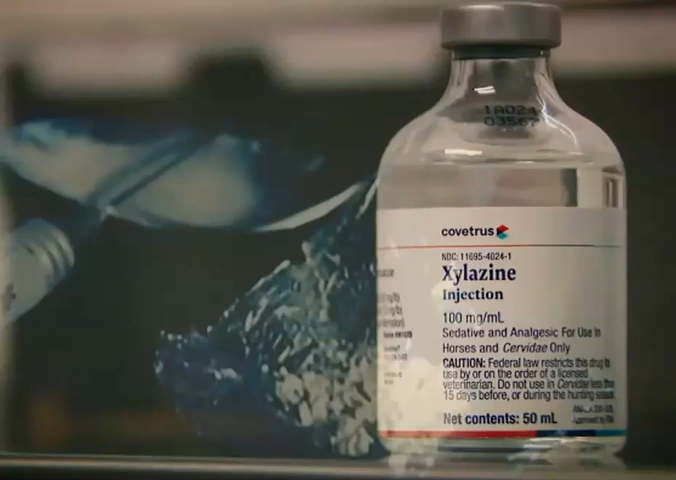 1A024
03567
covetrus
NDC: 11695-4024-1
Xylazine
Injection
100 mg/mL
Sedative and Analgesic For Use In
Horses and Cervidae Only
CAUTION: Federal law restricts this drug to
use by or on the order of a licensed
veterinarian. Do not use in Cervidae less than
15 days before, or during the hunting season.
Net contents: 50 mL